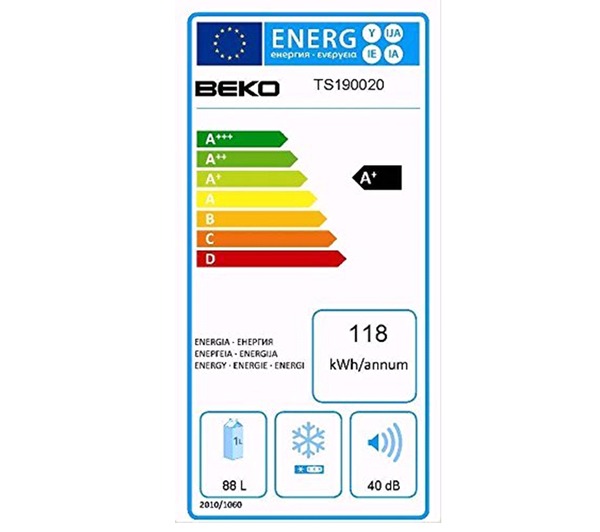 ENERG Y IJA
енергия · ενεργεια IE IA
BEKO TS190020
A+++
A++
A+ A+
A
B
C
D
118
kWh/annum
ENERGIA · ЕНЕРГИЯ
ΕΝΕΡΓΕΙΑ · ENERGIJA
ENERGY · ENERGIE · ENERGI
1L
88 L
40 dB
2010/1060